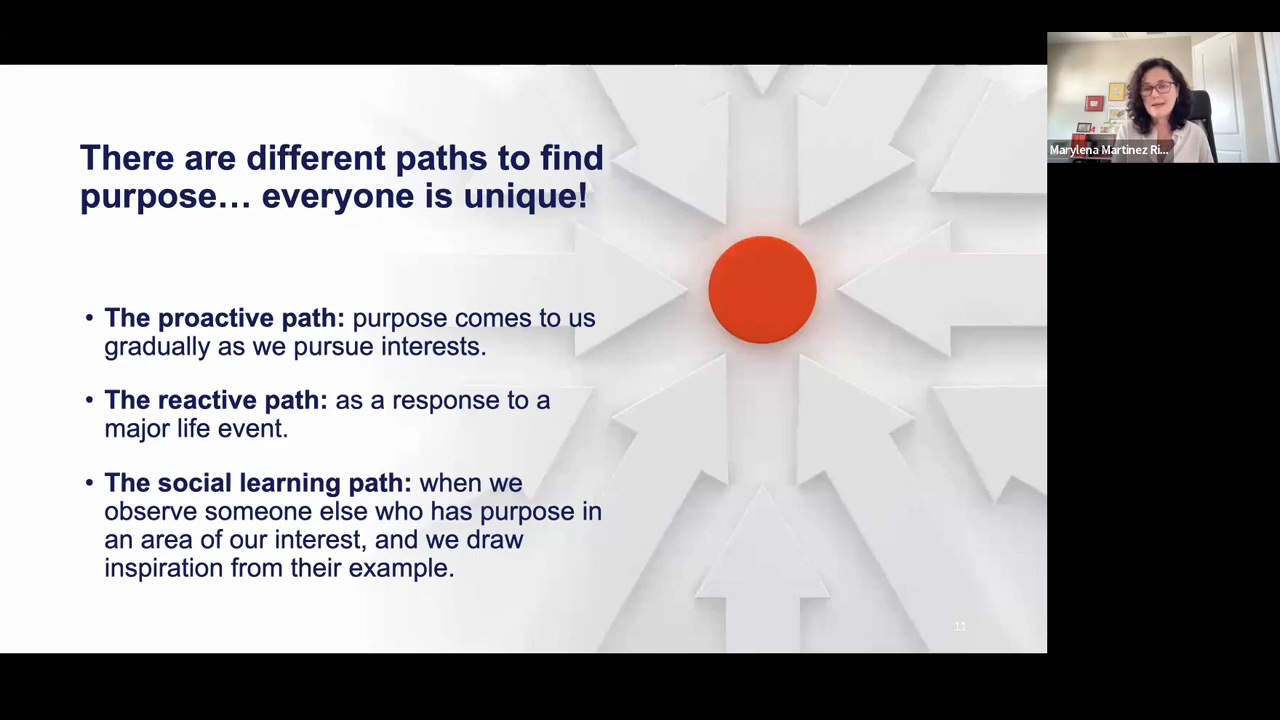 There are different paths to find
purpose… everyone is unique!
• The proactive path: purpose comes to us
gradually as we pursue interests.
• The reactive path: as a response to a
major life event.
• The social learning path: when we
observe someone else who has purpose in
an area of our interest, and we draw
inspiration from their example.
11
Marylena Martinez Ri...